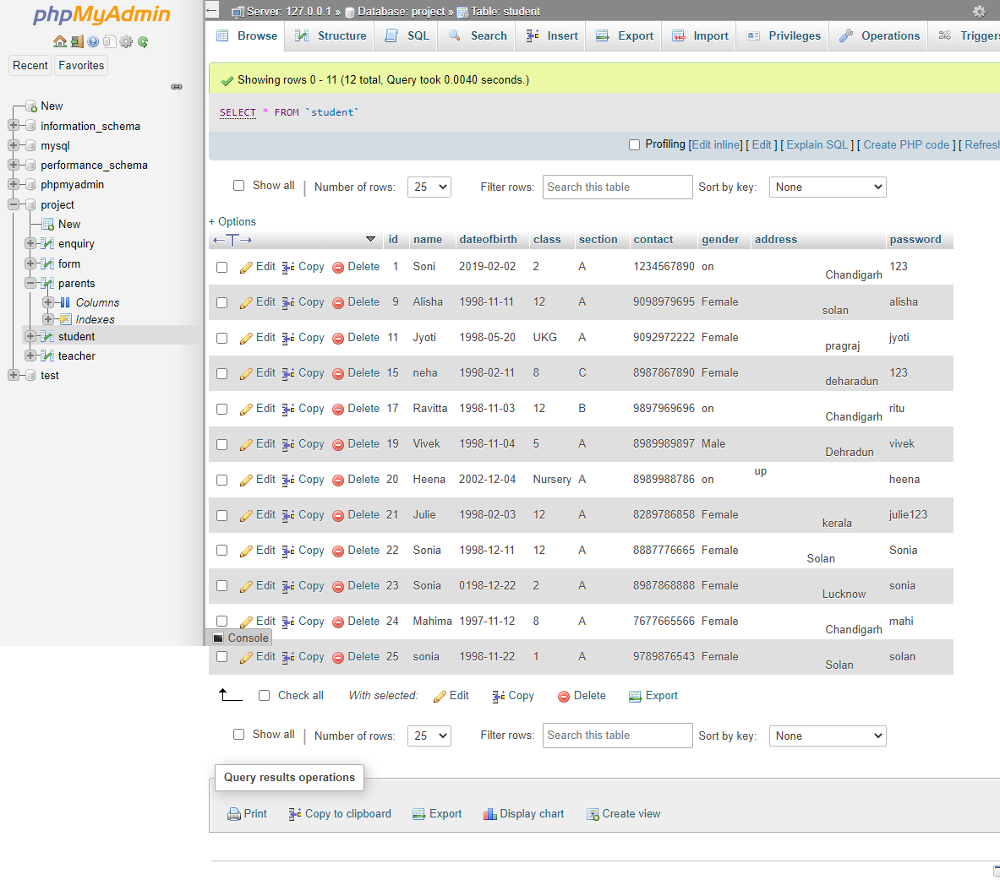 phpMyAdmin
Recent Favorites
New
information_schema
mysql
performance_schema
phpmyadmin
project
New
enquiry
form
parents
Columns
Indexes
student
teacher
test
Server: 127.0.0.1 » Database: project » Table: student
Browse Structure SQL Search Insert Export Import Privileges Operations Triggers
Showing rows 0 - 11 (12 total, Query took 0.0040 seconds.)
SELECT * FROM `student`
Profiling [Edit inline] [ Edit ] [ Explain SQL ] [ Create PHP code ] [ Refresh
Show all | Number of rows: 25 Filter rows: Search this table Sort by key: None
+ Options
←T→ id name dateofbirth class section contact gender address password
Edit Copy Delete 1 Soni 2019-02-02 2 A 1234567890 on Chandigarh 123
Edit Copy Delete 9 Alisha 1998-11-11 12 A 9098979695 Female solan alisha
Edit Copy Delete 11 Jyoti 1998-05-20 UKG A 9092972222 Female pragraj jyoti
Edit Copy Delete 15 neha 1998-02-11 8 C 8987867890 Female deharadun 123
Edit Copy Delete 17 Ravitta 1998-11-03 12 B 9897969696 on Chandigarh ritu
Edit Copy Delete 19 Vivek 1998-11-04 5 A 8989989897 Male Dehradun vivek
Edit Copy Delete 20 Heena 2002-12-04 Nursery A 8989988786 on up heena
Edit Copy Delete 21 Julie 1998-02-03 12 A 8289786858 Female kerala julie123
Edit Copy Delete 22 Sonia 1998-12-11 12 A 8887776665 Female Solan Sonia
Edit Copy Delete 23 Sonia 0198-12-22 2 A 8987868888 Female Lucknow sonia
Edit Copy Delete 24 Mahima 1997-11-12 8 A 7677665566 Female Chandigarh mahi
Console
Edit Copy Delete 25 sonia 1998-11-22 1 A 9789876543 Female Solan solan
Check all With selected: Edit Copy Delete Export
Show all | Number of rows: 25 Filter rows: Search this table Sort by key: None
Query results operations
Print Copy to clipboard Export Display chart Create view